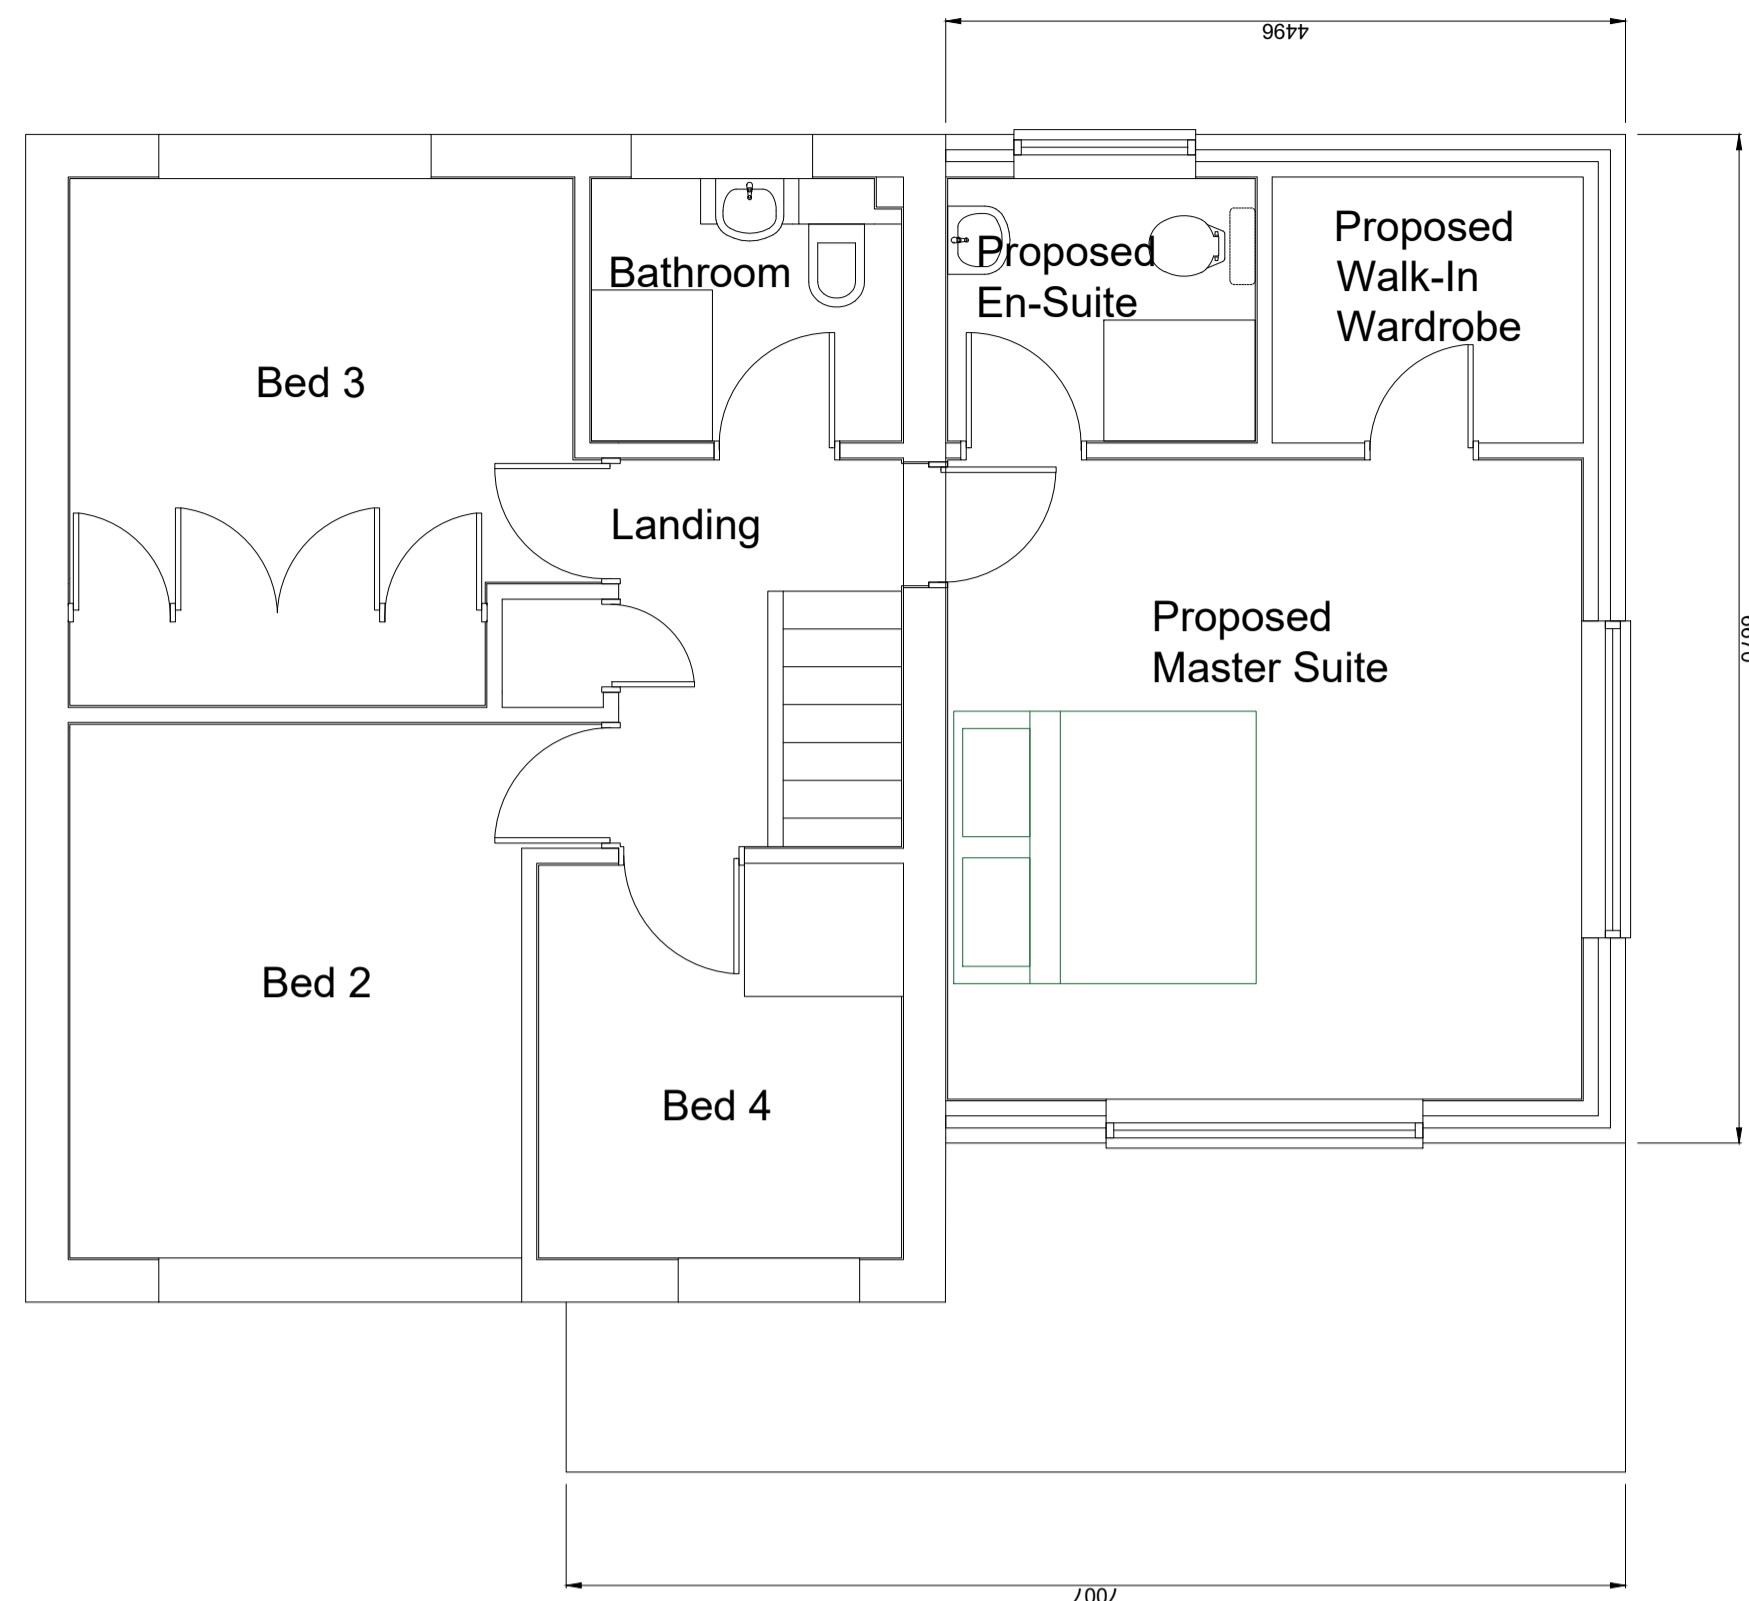 4496
Proposed
Walk-In
Wardrobe
Proposed
En-Suite
Bathroom
Bed 3
Landing
Proposed
Master Suite
Bed 2
Bed 4
7007